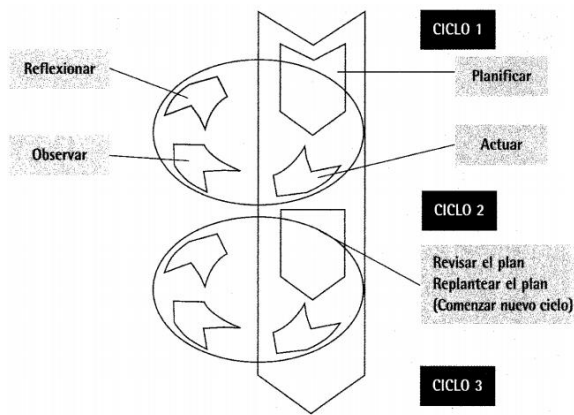 CICLO 1
Reflexionar
Planificar
Observar
Actuar
CICLO 2
Revisar el plan
Replantear el plan
(Comenzar nuevo ciclo)
CICLO 3